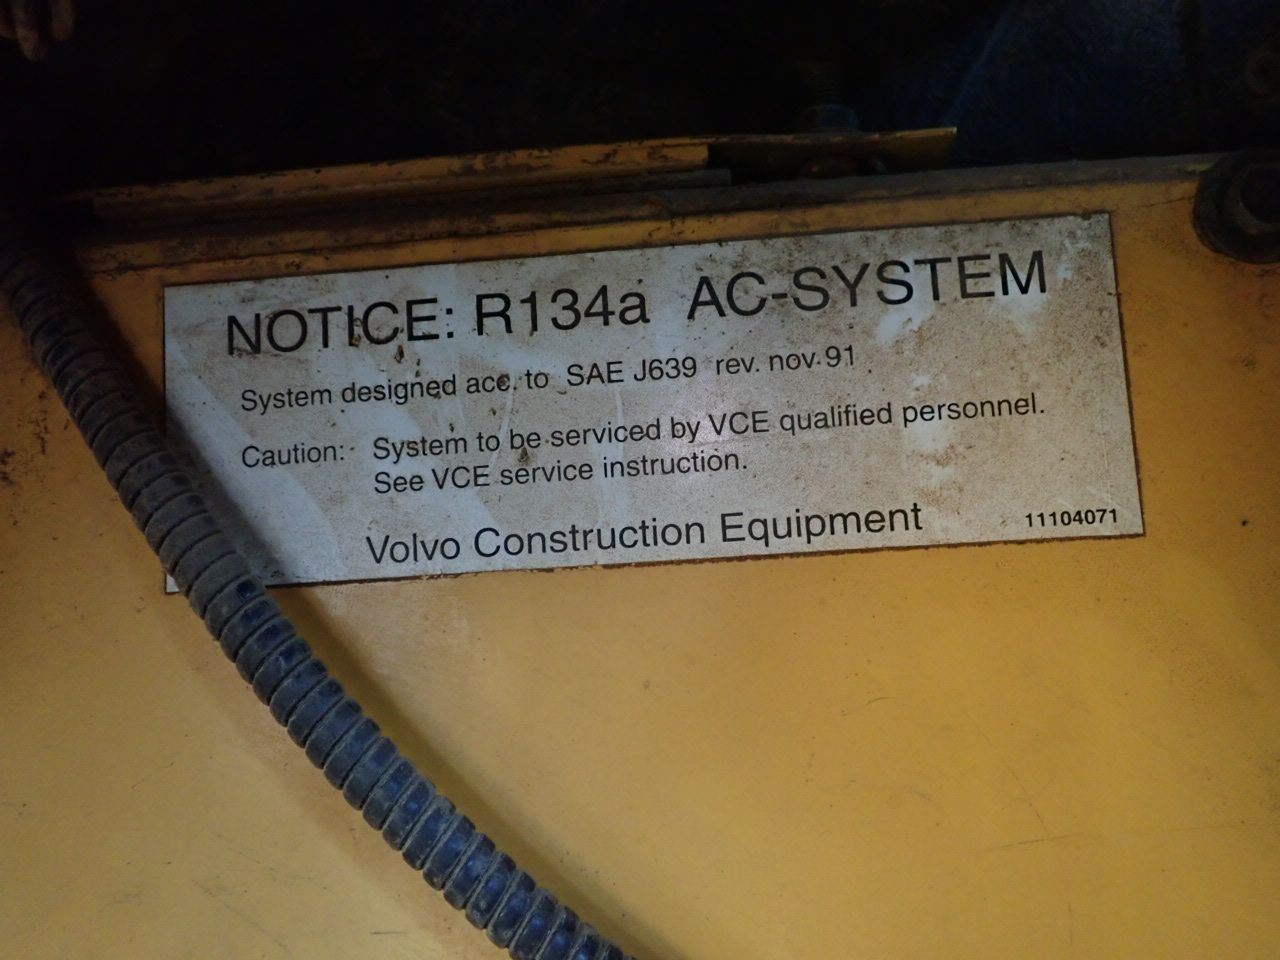 NOTICE: R134a AC-SYSTEM
System designed acc. to SAE J639 rev. nov. 91
Caution: System to be serviced by VCE qualified personnel.
See VCE service instruction.
Volvo Construction Equipment 11104071